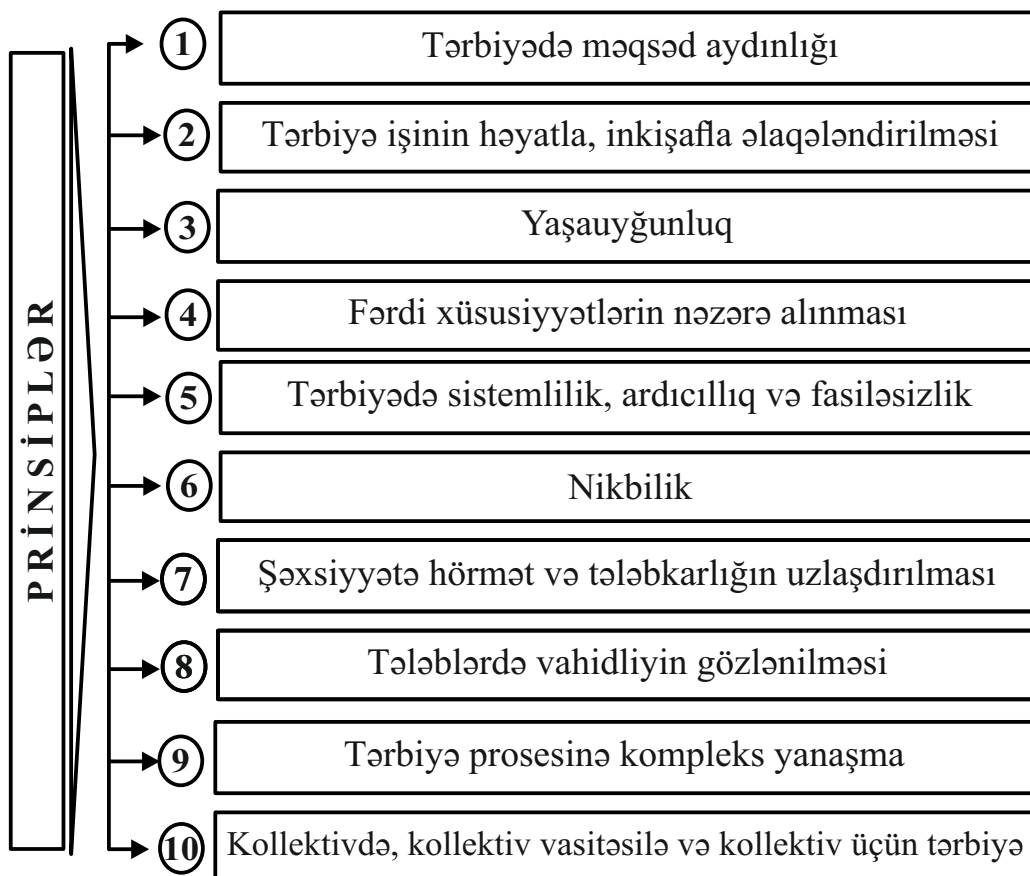 PRİNSİPLƏR
1 Tərbiyədə məqsəd aydınlığı
2 Tərbiyə işinin həyatla, inkişafla əlaqələndirilməsi
3 Yaşauyğunluq
4 Fərdi xüsusiyyətlərin nəzərə alınması
5 Tərbiyədə sistemlilik, ardıcıllıq və fasiləsizlik
6 Nikbilik
7 Şəxsiyyətə hörmət və tələbkarlığın uzlaşdırılması
8 Tələblərdə vahidliyin gözlənilməsi
9 Tərbiyə prosesinə kompleks yanaşma
10 Kollektivdə, kollektiv vasitəsilə və kollektiv üçün tərbiyə